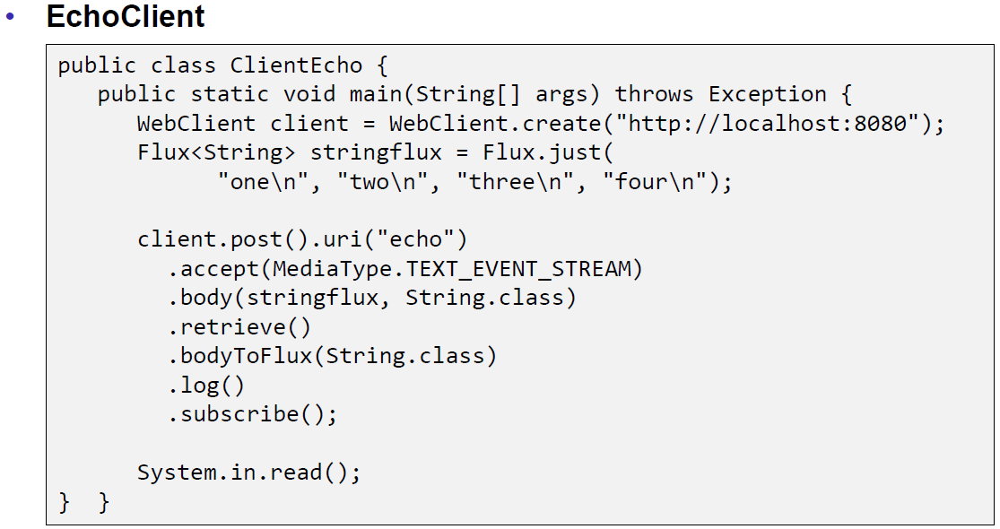 • EchoClient
public class ClientEcho {
   public static void main(String[] args) throws Exception {
      WebClient client = WebClient.create("http://localhost:8080");
      Flux<String> stringflux = Flux.just(
            "one\n", "two\n", "three\n", "four\n");
      client.post().uri("echo")
        .accept(MediaType.TEXT_EVENT_STREAM)
        .body(stringflux, String.class)
        .retrieve()
        .bodyToFlux(String.class)
        .log()
        .subscribe();
      System.in.read();
}  }